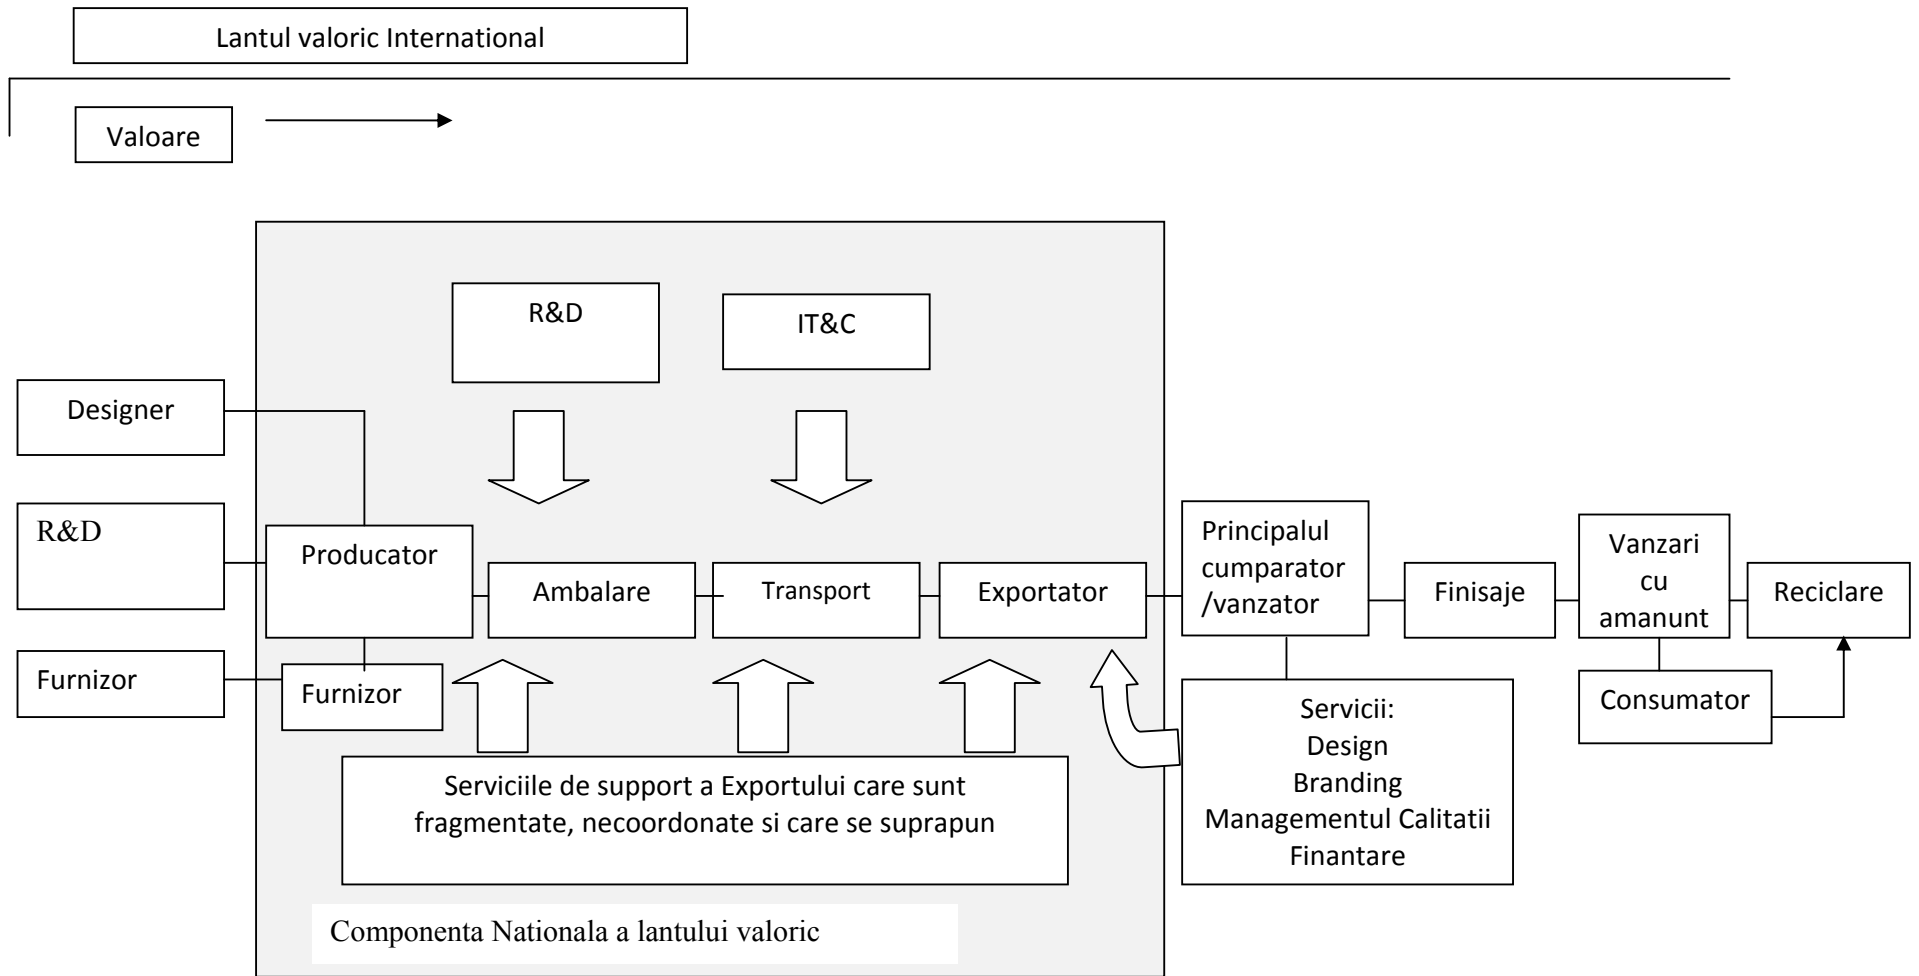 Lantul valoric International
Valoare
R&D
IT&C
Designer
R&D
Furnizor
Producator
Furnizor
Ambalare
Transport
Exportator
Principalul
cumparator
/vanzator
Finisaje
Vanzari
cu
amanunt
Reciclare
Consumator
Servicii:
Design
Branding
Managementul Calitatii
Finantare
Serviciile de support a Exportului care sunt
fragmentate, necoordonate si care se suprapun
Componenta Nationala a lantului valoric